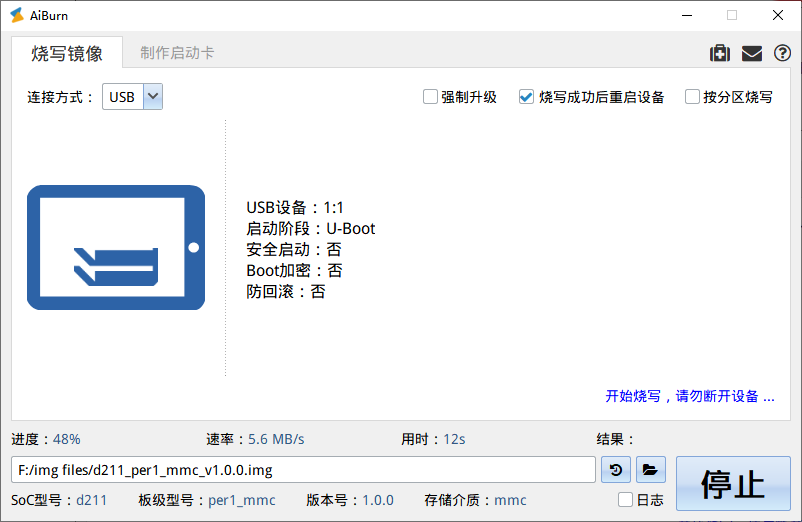 AiBurn
烧写镜像 制作启动卡
连接方式： USB 强制升级 烧写成功后重启设备 按分区烧写
USB设备：1:1
启动阶段：U-Boot
安全启动：否
Boot加密：否
防回滚：否
开始烧写，请勿断开设备 ...
进度：48% 速率：5.6 MB/s 用时：12s 结果：
F:/img files/d211_per1_mmc_v1.0.0.img
停止
SoC型号：d211 板级型号：per1_mmc 版本号：1.0.0 存储介质：mmc 日志